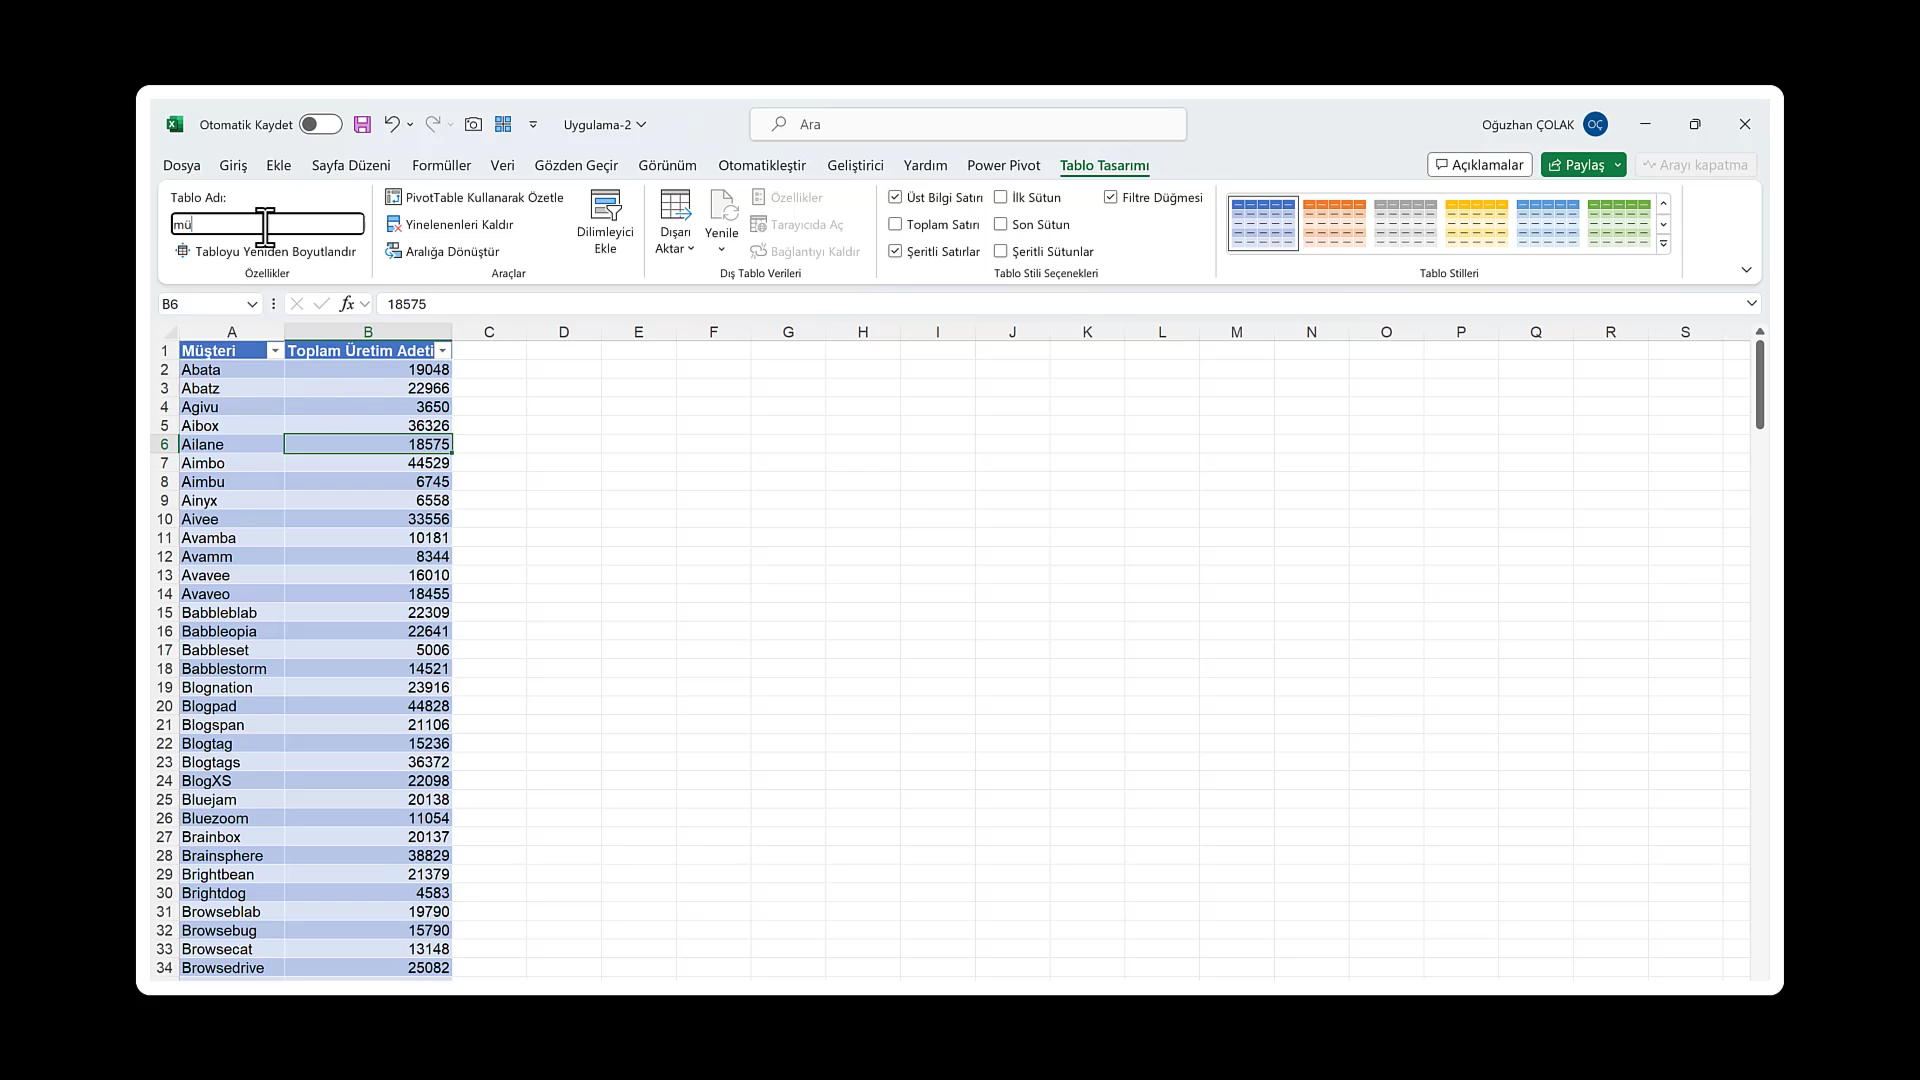 Otomatik Kaydet Uygulama-2 Ara Oğuzhan ÇOLAK OÇ
Dosya Giriş Ekle Sayfa Düzeni Formüller Veri Gözden Geçir Görünüm Otomatikleştir Geliştirici Yardım Power Pivot Tablo Tasarımı Açıklamalar Paylaş Arayı kapatma
Tablo Adı:
mü
Tabloyu Yeniden Boyutlandır
Özellikler
PivotTable Kullanarak Özetle
Yinelenenleri Kaldır
Aralığa Dönüştür
Dilimleyici
Ekle
Araçlar
Dışarı
Aktar
Yenile
Özellikler
Tarayıcıda Aç
Bağlantıyı Kaldır
Dış Tablo Verileri
Üst Bilgi Satırı İlk Sütun Filtre Düğmesi
Toplam Satırı Son Sütun
Şeritli Satırlar Şeritli Sütunlar
Tablo Stili Seçenekleri
Tablo Stilleri
B6 fx 18575
A B C D E F G H I J K L M N O P Q R S
1 Müşteri Toplam Üretim Adeti
2 Abata 19048
3 Abatz 22966
4 Agivu 3650
5 Aibox 36326
6 Ailane 18575
7 Aimbo 44529
8 Aimbu 6745
9 Ainyx 6558
10 Aivee 33556
11 Avamba 10181
12 Avamm 8344
13 Avavee 16010
14 Avaveo 18455
15 Babbleblab 22309
16 Babbleopia 22641
17 Babbleset 5006
18 Babblestorm 14521
19 Blognation 23916
20 Blogpad 44828
21 Blogspan 21106
22 Blogtag 15236
23 Blogtags 36372
24 BlogXS 22098
25 Bluejam 20138
26 Bluezoom 11054
27 Brainbox 20137
28 Brainsphere 38829
29 Brightbean 21379
30 Brightdog 4583
31 Browseblab 19790
32 Browsebug 15790
33 Browsecat 13148
34 Browsedrive 25082